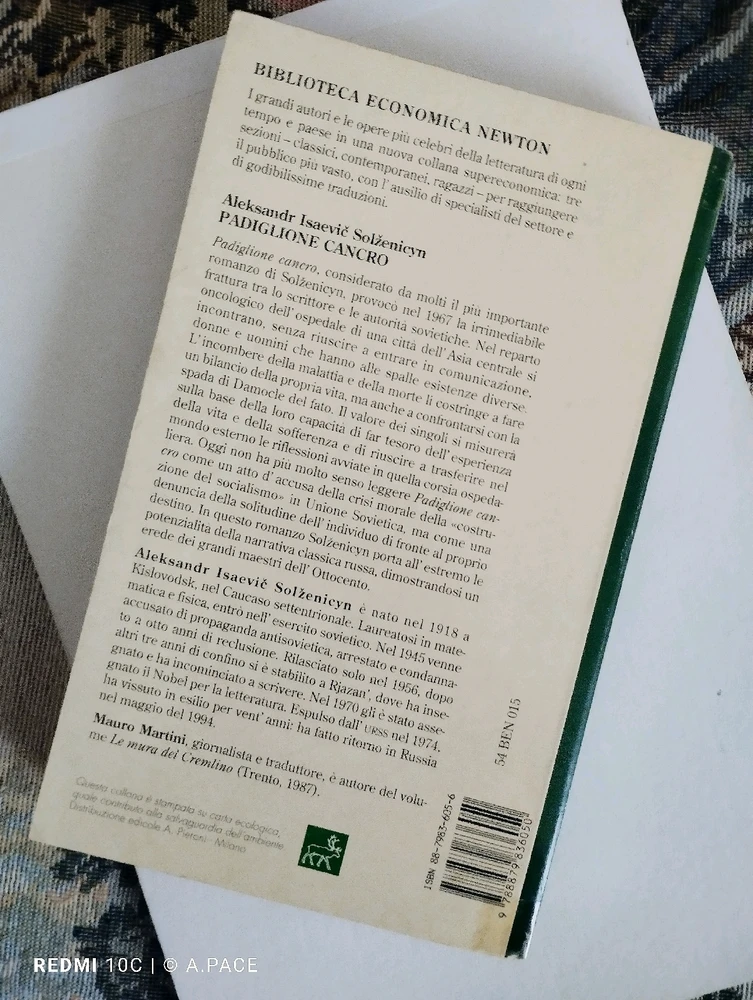 BIBLIOTECA ECONOMICA NEWTON
I grandi autori e le opere più celebri della letteratura di ogni
tempo e paese in una nuova collana supereconomica: tre
sezioni – classici, contemporanei, ragazzi – per raggiungere
il pubblico più vasto, con l'ausilio di specialisti del settore e
di godibilissime traduzioni.
Aleksandr Isaevič Solženicyn
PADIGLIONE CANCRO
Padiglione cancro, considerato da molti il più importante
romanzo di Solženicyn, provocò nel 1967 la irrimediabile
frattura tra lo scrittore e le autorità sovietiche. Nel reparto
oncologico dell'ospedale di una città dell'Asia centrale si
incontrano, senza riuscire a entrare in comunicazione,
donne e uomini che hanno alle spalle esistenze diverse.
L'incombere della malattia e della morte li costringe a fare
un bilancio della propria vita, ma anche a confrontarsi con la
spada di Damocle del fato. Il valore dei singoli si misurerà
sulla base della loro capacità di far tesoro dell'esperienza
della vita e della sofferenza e di riuscire a trasferire nel
mondo esterno le riflessioni avviate in quella corsia ospeda-
liera. Oggi non ha più molto senso leggere Padiglione can-
cro come un atto d'accusa della crisi morale della «costru-
zione del socialismo» in Unione Sovietica, ma come una
denuncia della solitudine dell'individuo di fronte al proprio
destino. In questo romanzo Solženicyn porta all'estremo le
potenzialità della narrativa classica russa, dimostrandosi un
erede dei grandi maestri dell'Ottocento.
Aleksandr Isaevič Solženicyn è nato nel 1918 a
Kislovodsk, nel Caucaso settentrionale. Laureatosi in mate-
matica e fisica, entrò nell'esercito sovietico. Nel 1945 venne
accusato di propaganda antisovietica, arrestato e condanna-
to a otto anni di reclusione. Rilasciato solo nel 1956, dopo
altri tre anni di confino si è stabilito a Rjazan', dove ha inse-
gnato e ha incominciato a scrivere. Nel 1970 gli è stato asse-
gnato il Nobel per la letteratura. Espulso dall'URSS nel 1974,
ha vissuto in esilio per vent'anni: ha fatto ritorno in Russia
nel maggio del 1994.
Mauro Martini, giornalista e traduttore, è autore del volu-
me Le mura del Cremlino (Trento, 1987).
Questa collana è stampata su carta ecologica,
quale contributo alla salvaguardia dell'ambiente
Distribuzione edicole A. Pieroni - Milano
54 BEN 015
ISBN 88-7983-605-6
9 788879 836050
REDMI 10C | © A.PACE